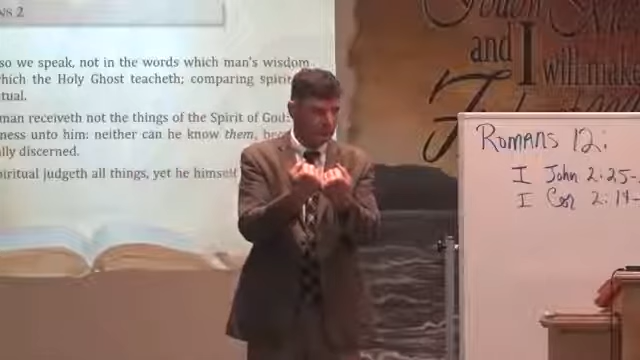 NS 2
so we speak, not in the words which man's wisdom
hich the Holy Ghost teacheth; comparing spirit
tual.
man receiveth not the things of the Spirit of God:
ness unto him: neither can he know them, bec
ally discerned.
piritual judgeth all things, yet he himself
and I will make
Romans 12:
I John 2:25-
I Cor 2:14-